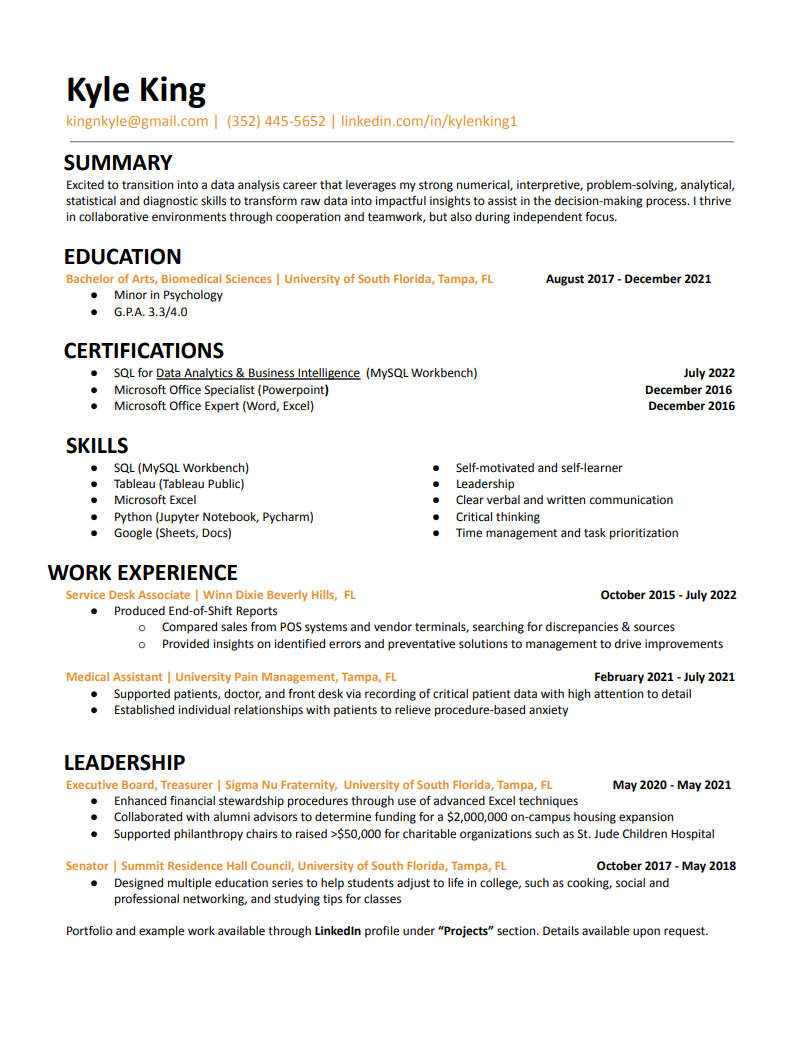 Kyle King
kingnkyle@gmail.com | (352) 445-5652 | linkedin.com/in/kylenking1
SUMMARY
Excited to transition into a data analysis career that leverages my strong numerical, interpretive, problem-solving, analytical,
statistical and diagnostic skills to transform raw data into impactful insights to assist in the decision-making process. I thrive
in collaborative environments through cooperation and teamwork, but also during independent focus.
EDUCATION
Bachelor of Arts, Biomedical Sciences | University of South Florida, Tampa, FL August 2017 - December 2021
● Minor in Psychology
● G.P.A. 3.3/4.0
CERTIFICATIONS
● SQL for Data Analytics & Business Intelligence (MySQL Workbench) July 2022
● Microsoft Office Specialist (Powerpoint) December 2016
● Microsoft Office Expert (Word, Excel) December 2016
SKILLS
● SQL (MySQL Workbench)
● Tableau (Tableau Public)
● Microsoft Excel
● Python (Jupyter Notebook, Pycharm)
● Google (Sheets, Docs)
● Self-motivated and self-learner
● Leadership
● Clear verbal and written communication
● Critical thinking
● Time management and task prioritization
WORK EXPERIENCE
Service Desk Associate | Winn Dixie Beverly Hills, FL October 2015 - July 2022
● Produced End-of-Shift Reports
○ Compared sales from POS systems and vendor terminals, searching for discrepancies & sources
○ Provided insights on identified errors and preventative solutions to management to drive improvements
Medical Assistant | University Pain Management, Tampa, FL February 2021 - July 2021
● Supported patients, doctor, and front desk via recording of critical patient data with high attention to detail
● Established individual relationships with patients to relieve procedure-based anxiety
LEADERSHIP
Executive Board, Treasurer | Sigma Nu Fraternity, University of South Florida, Tampa, FL May 2020 - May 2021
● Enhanced financial stewardship procedures through use of advanced Excel techniques
● Collaborated with alumni advisors to determine funding for a $2,000,000 on-campus housing expansion
● Supported philanthropy chairs to raised >$50,000 for charitable organizations such as St. Jude Children Hospital
Senator | Summit Residence Hall Council, University of South Florida, Tampa, FL October 2017 - May 2018
● Designed multiple education series to help students adjust to life in college, such as cooking, social and
professional networking, and studying tips for classes
Portfolio and example work available through LinkedIn profile under “Projects” section. Details available upon request.